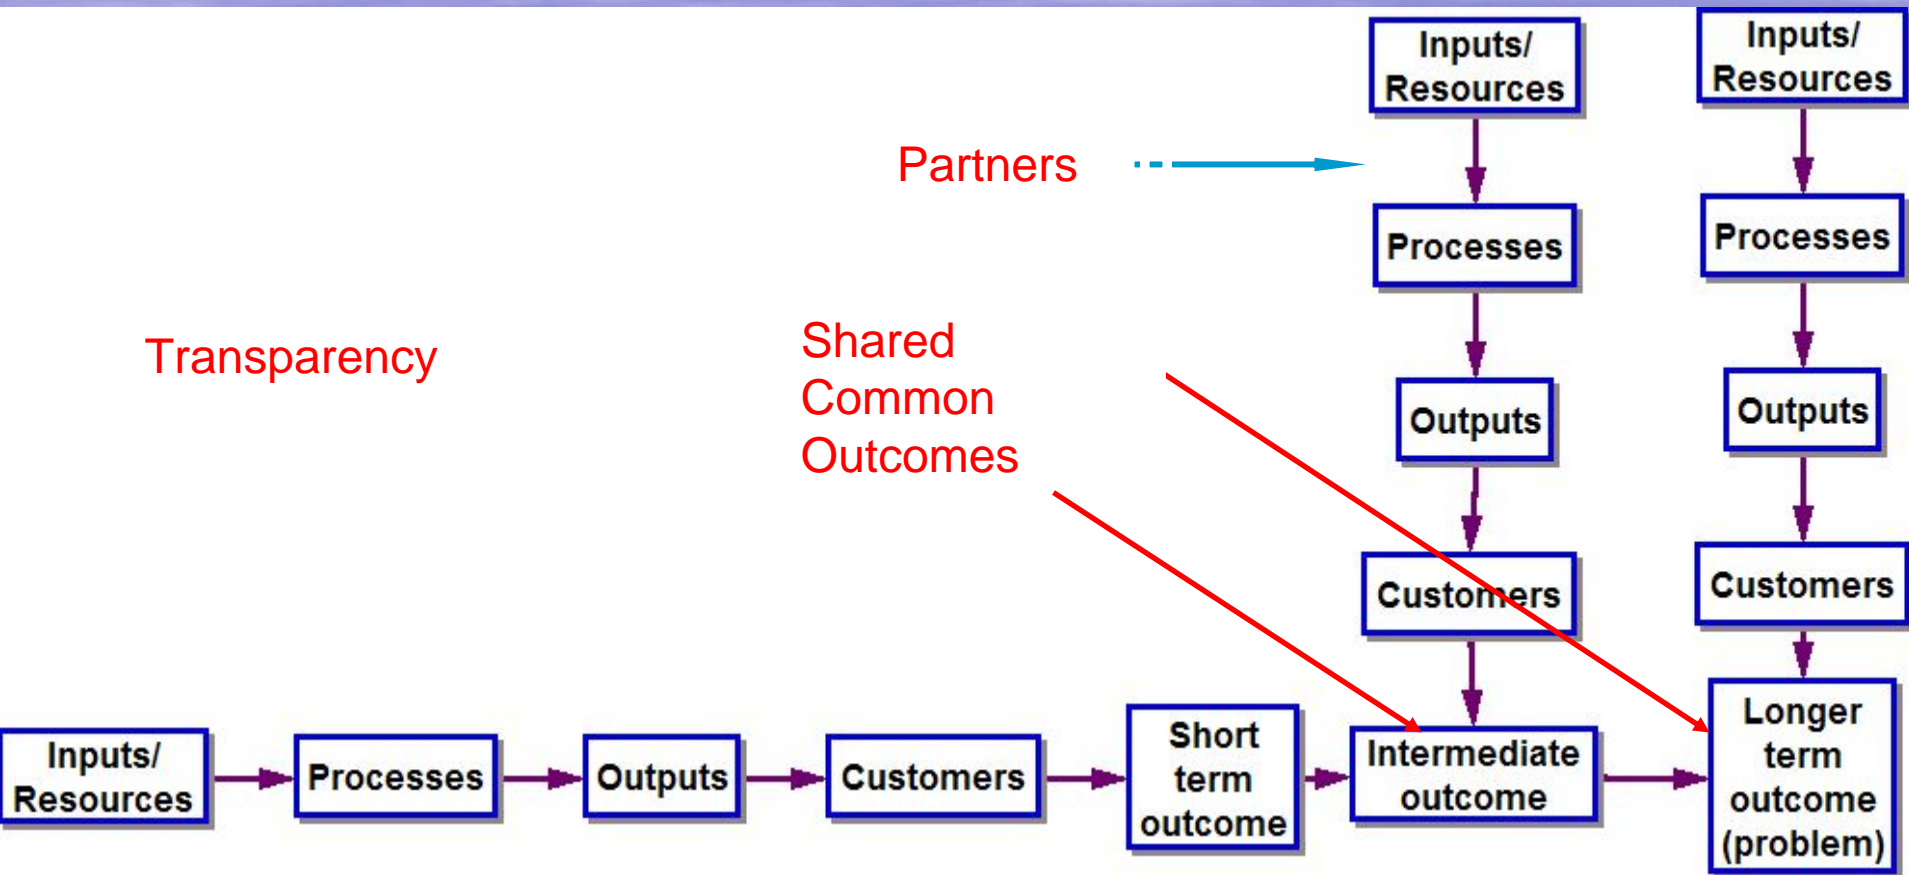 Inputs/
Resources
Inputs/
Resources
Partners
Processes
Processes
Transparency
Shared
Common
Outcomes
Outputs
Outputs
Customers
Customers
Inputs/
Resources
Processes
Outputs
Customers
Short
term
outcome
Intermediate
outcome
Longer
term
outcome
(problem)